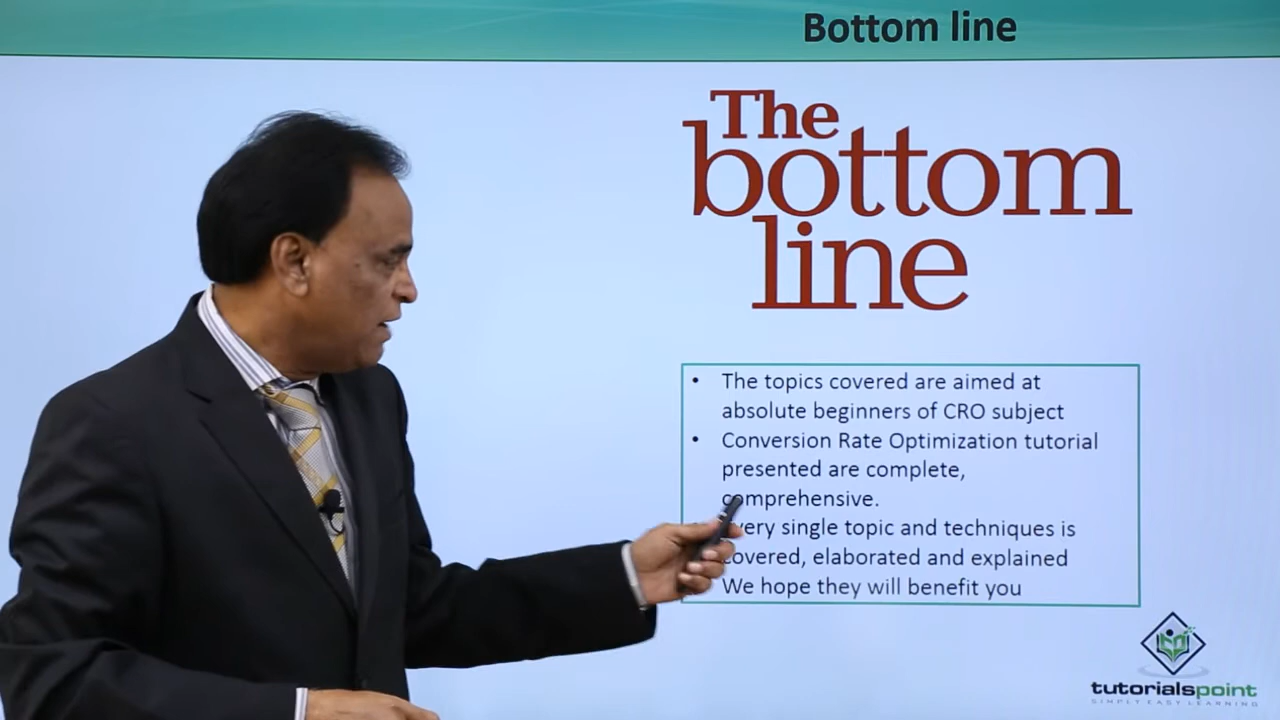 Bottom line
The
bottom
line
• The topics covered are aimed at
absolute beginners of CRO subject
• Conversion Rate Optimization tutorial
presented are complete,
comprehensive.
very single topic and techniques is
covered, elaborated and explained
We hope they will benefit you
tutorialspoint
SIMPLY EASY LEARNING